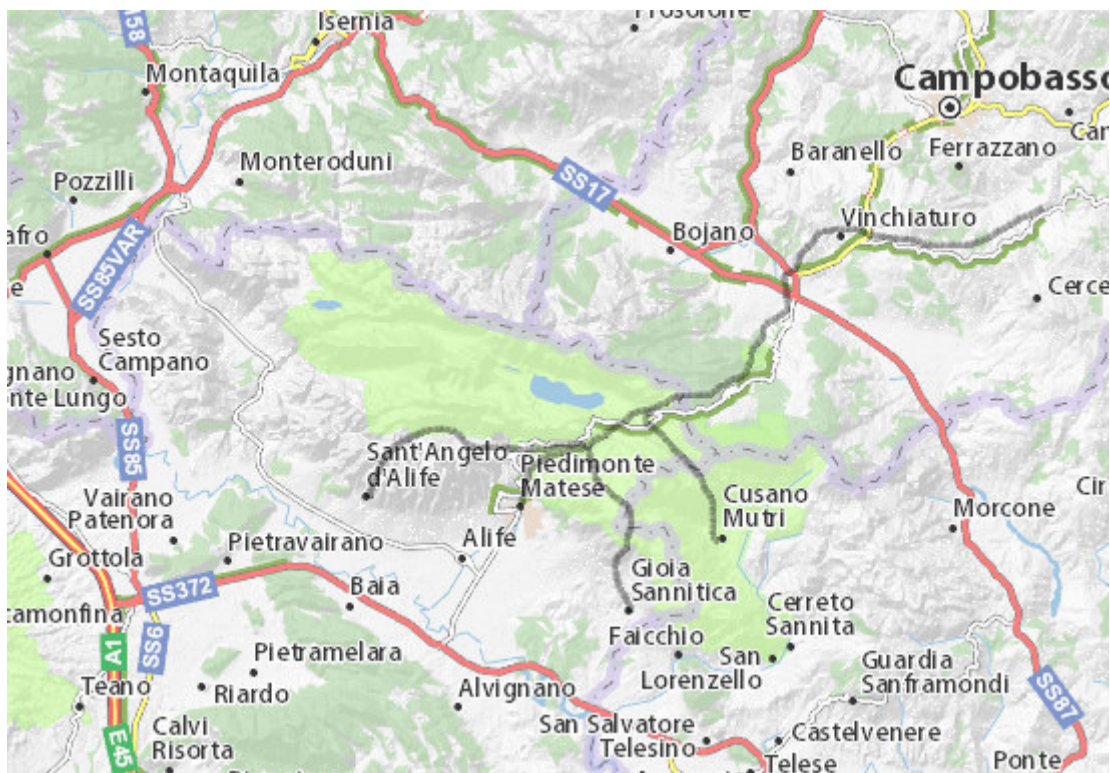 A58
Isernia
Montaquila
Campobasso
Monteroduni
Pozzilli
SS17
Baranello
Ferrazzano
Vinchiaturo
Bojano
SS85VAR
Sesto
Campano
Sant'Angelo
d'Alife
Piedimonte
Matese
SS85
Vairano
Patenora
Cusano
Mutri
Morcone
Grottola
Pietravairano
Alife
SS372
Baia
Gioia
Sannitica
Cerreto
Sannita
A1
SS6
Pietramelara
Faicchio
San
Lorenzello
Guardia
Sanframondi
SS87
Teano
Riardo
Alvignano
E45
Calvi
Risorta
San Salvatore
Telesino
Castelvenere
Telese
Ponte